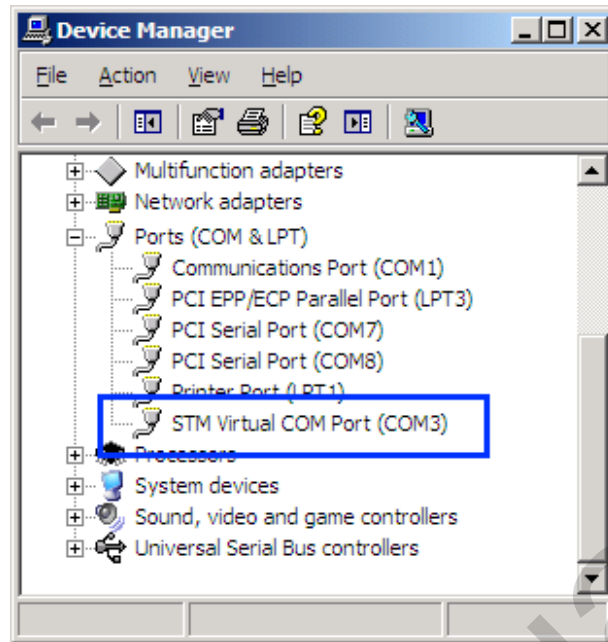 Device Manager
File Action View Help
Multifunction adapters
Network adapters
Ports (COM & LPT)
Communications Port (COM1)
PCI EPP/ECP Parallel Port (LPT3)
PCI Serial Port (COM7)
PCI Serial Port (COM8)
Printer Port (LPT1)
STM Virtual COM Port (COM3)
Processors
System devices
Sound, video and game controllers
Universal Serial Bus controllers